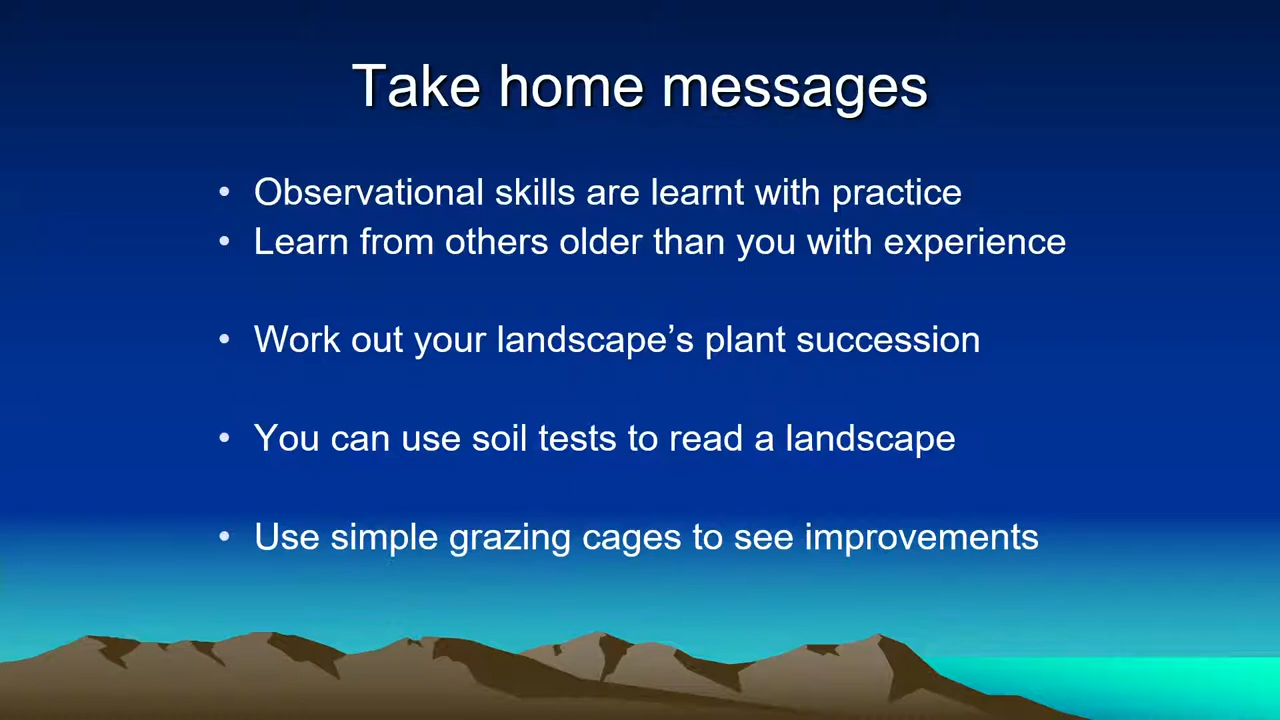 Take home messages
• Observational skills are learnt with practice
• Learn from others older than you with experience
• Work out your landscape’s plant succession
• You can use soil tests to read a landscape
• Use simple grazing cages to see improvements